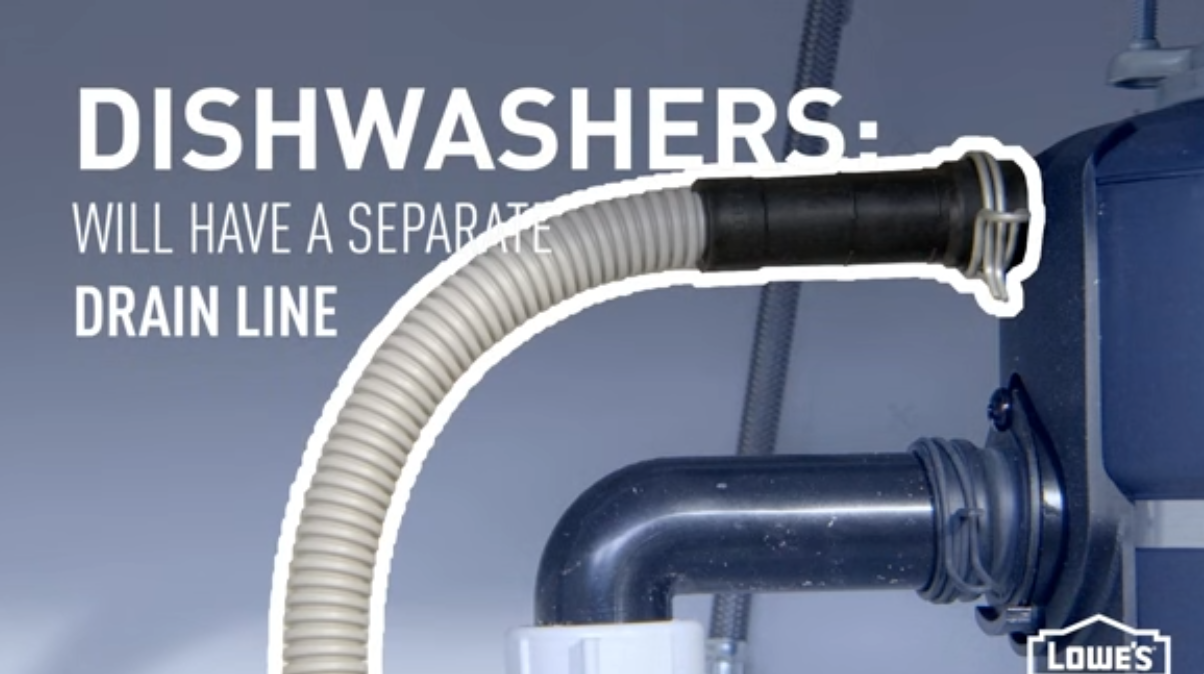 DISHWASHERS:
WILL HAVE A SEPARATE
DRAIN LINE
LOWE'S